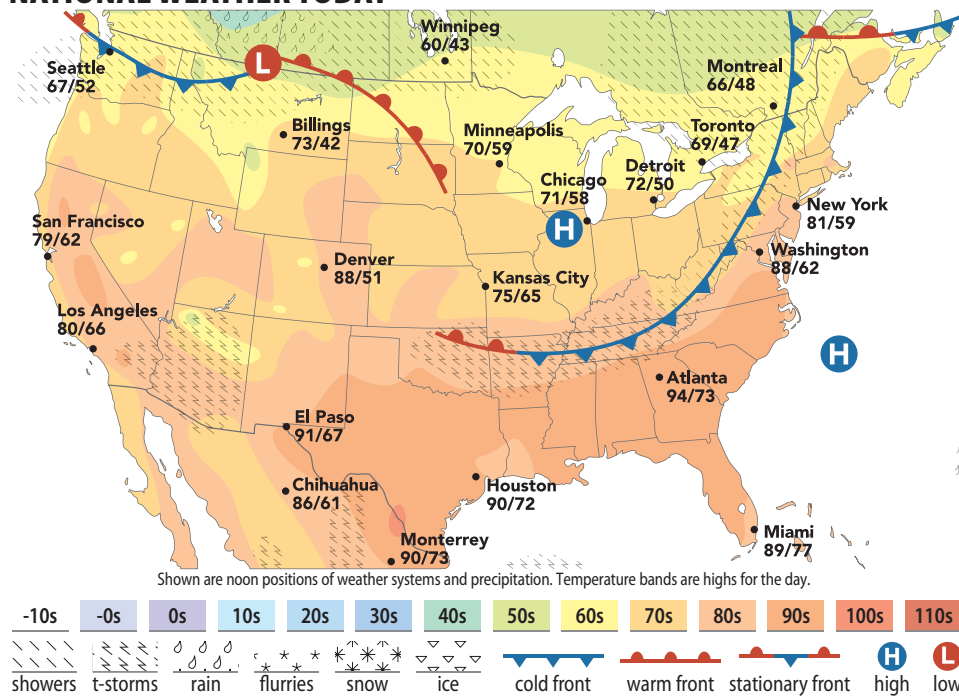 NATIONAL WEATHER TODAY
Winnipeg
60/43
Seattle
67/52
L
Montreal
66/48
Billings
73/42
Minneapolis
70/59
Toronto
69/47
Detroit
72/50
Chicago
71/58
H
New York
81/59
San Francisco
79/62
Washington
88/62
Denver
88/51
Kansas City
75/65
Los Angeles
80/66
H
Atlanta
94/73
El Paso
91/67
Chihuahua
86/61
Houston
90/72
Monterrey
90/73
Miami
89/77
Shown are noon positions of weather systems and precipitation. Temperature bands are highs for the day.
-10s -0s 0s 10s 20s 30s 40s 50s 60s 70s 80s 90s 100s 110s
H L
showers t-storms rain flurries snow ice cold front warm front stationary front high low